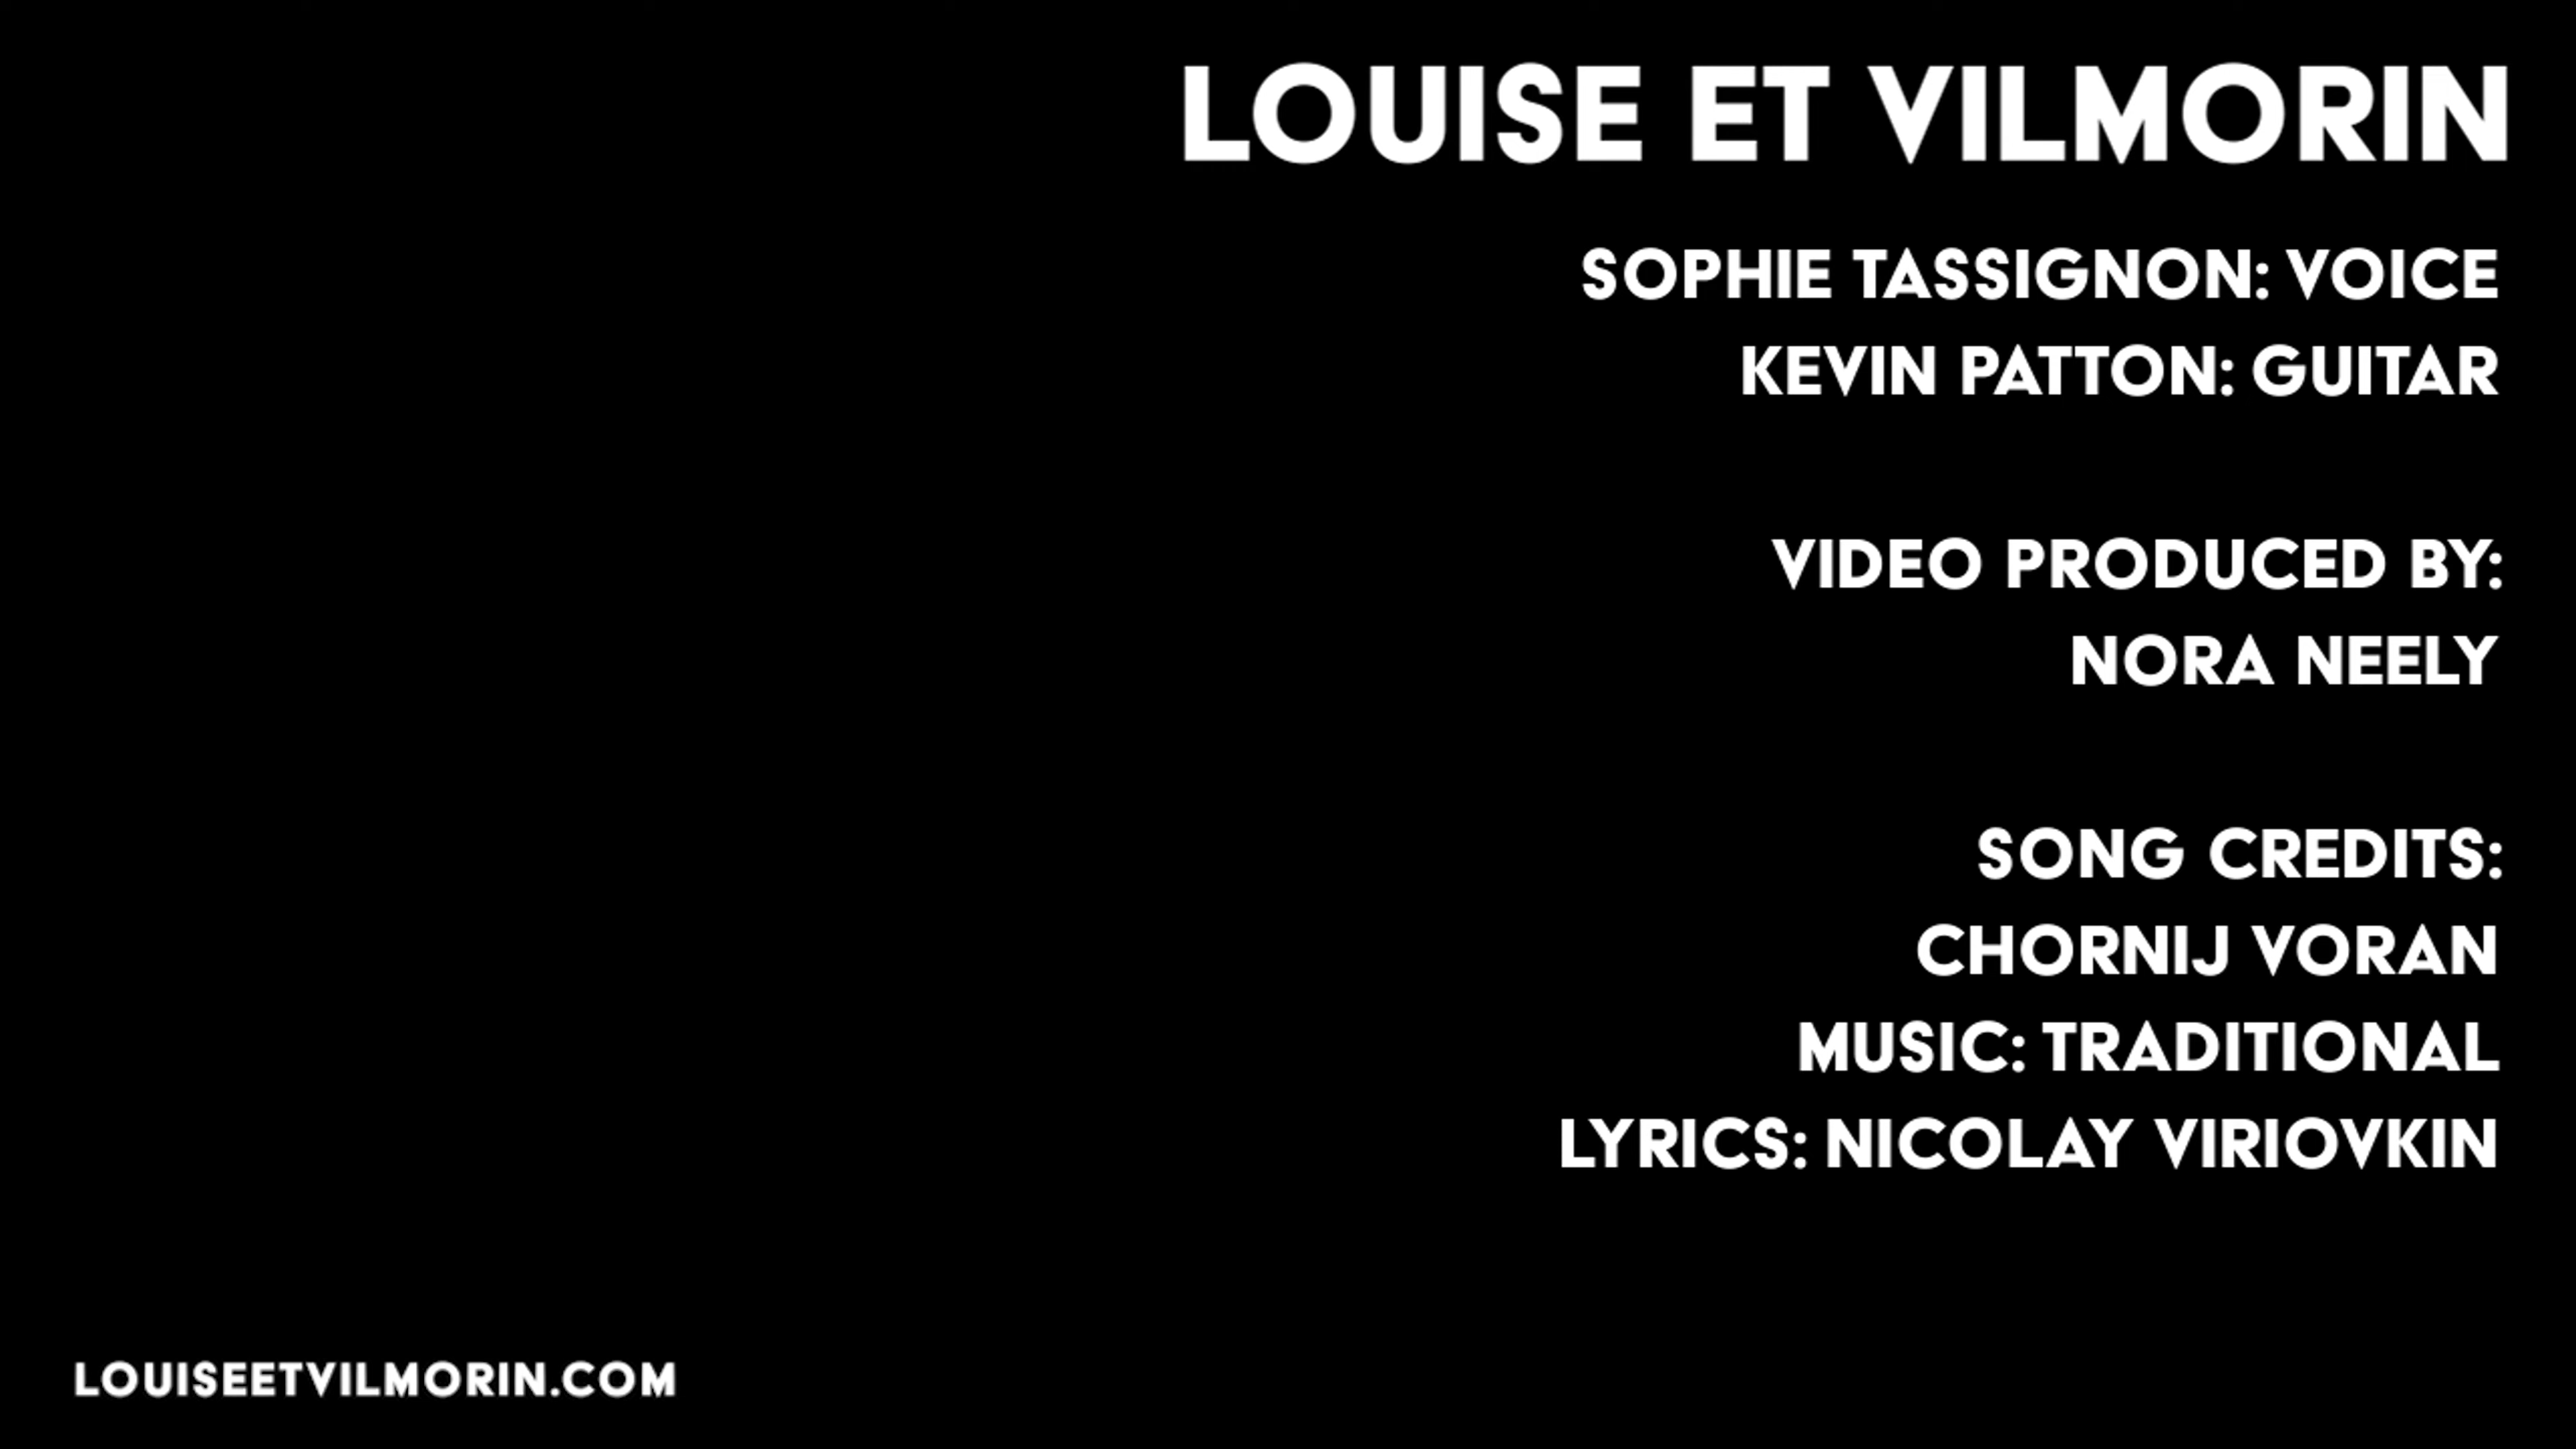 LOUISE ET VILMORIN
SOPHIE TASSIGNON: VOICE
KEVIN PATTON: GUITAR
VIDEO PRODUCED BY:
NORA NEELY
SONG CREDITS:
CHORNIJ VORAN
MUSIC: TRADITIONAL
LYRICS: NICOLAY VIRIOVKIN
LOUISEETVILMORIN.COM